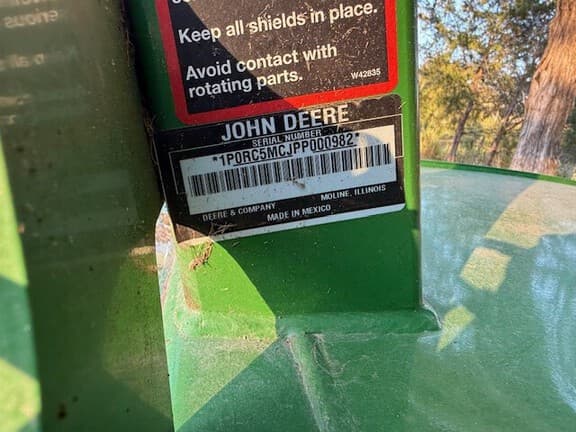 Keep all shields in place.
Avoid contact with
rotating parts.
W42835
JOHN DEERE
SERIAL NUMBER
*1P0RC5MCJPP000982*
DEERE & COMPANY MOLINE, ILLINOIS
MADE IN MEXICO